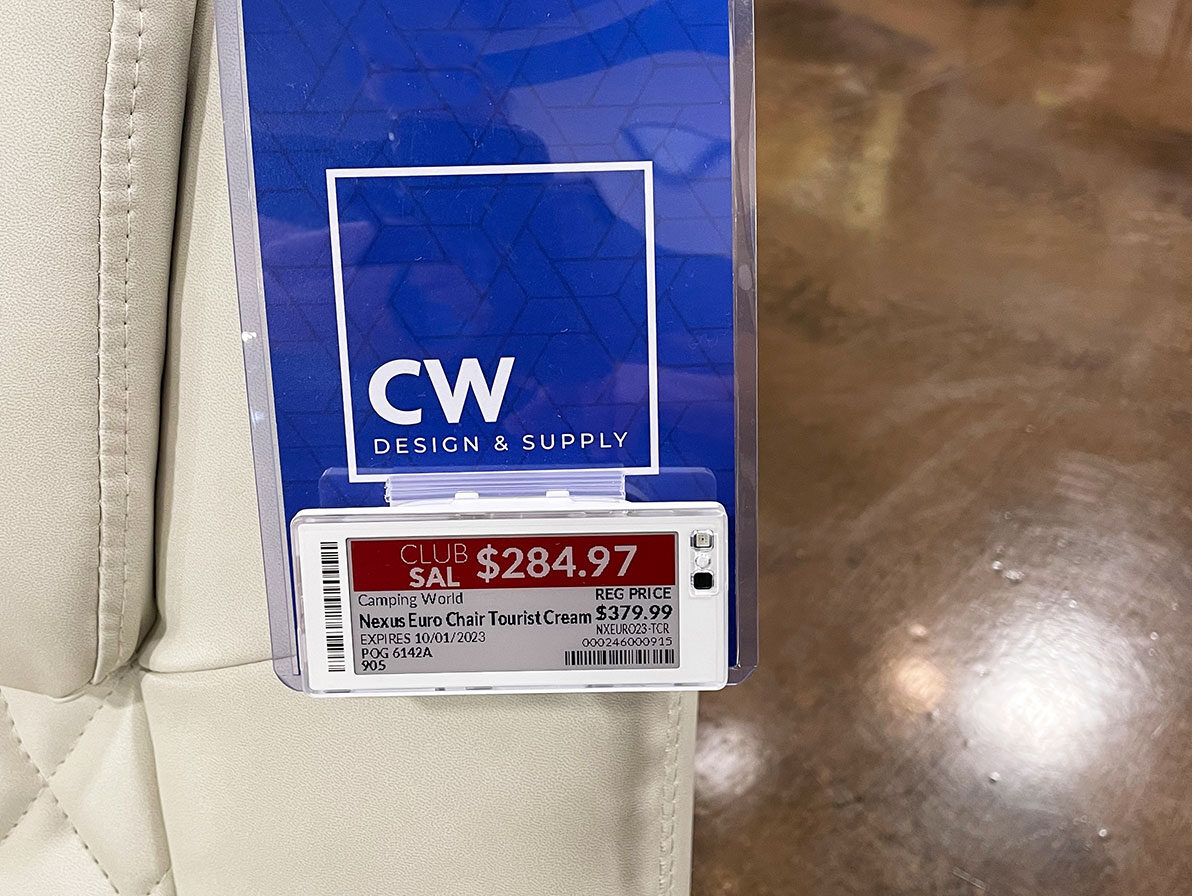 CW
DESIGN & SUPPLY
CLUB
SAL
$284.97
Camping World
REG PRICE
Nexus Euro Chair Tourist Cream
$379.99
EXPIRES 10/01/2023
NXEURO23-TCR
POG 6142A
000246000915
905